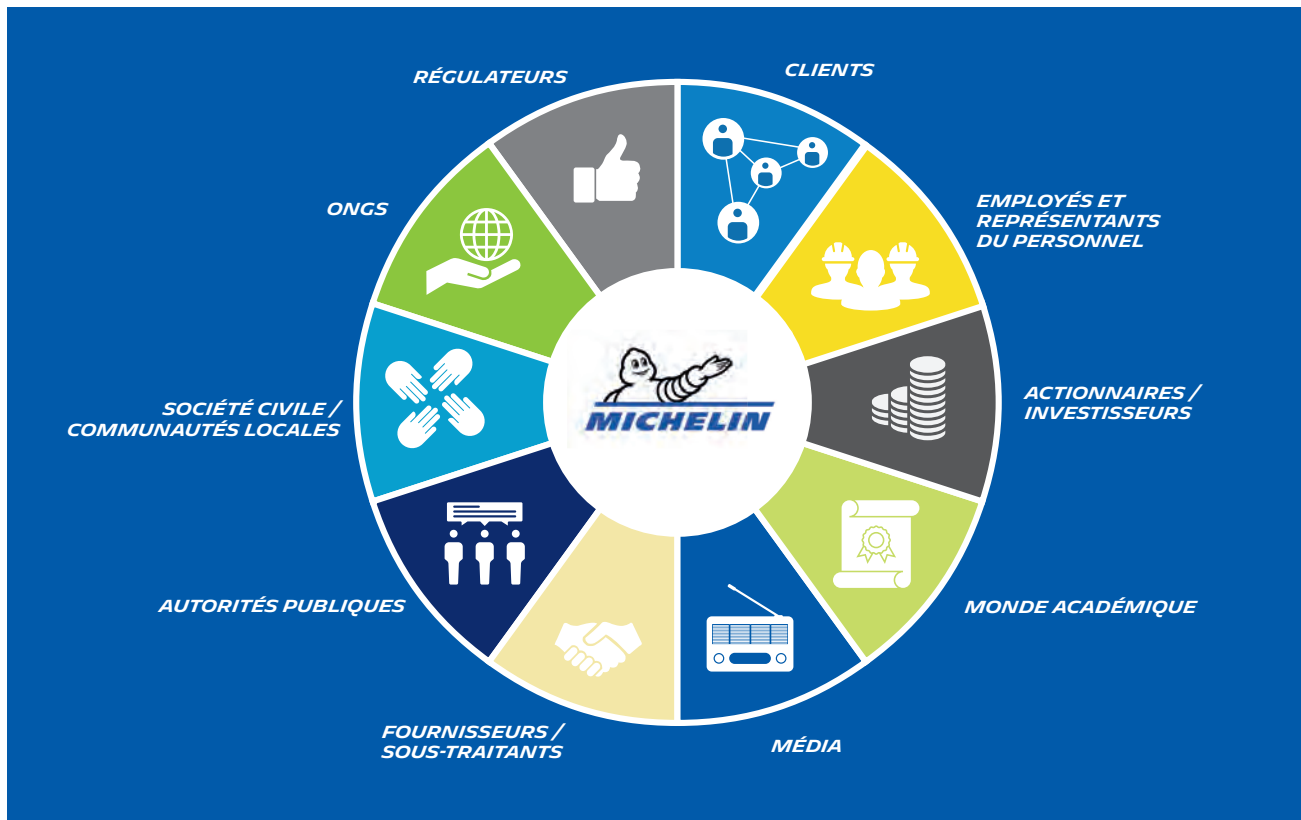 RÉGULATEURS
CLIENTS
ONGS
EMPLOYÉS ET
REPRÉSENTANTS
DU PERSONNEL
MICHELIN
SOCIÉTÉ CIVILE /
COMMUNAUTÉS LOCALES
ACTIONNAIRES /
INVESTISSEURS
AUTORITÉS PUBLIQUES
MONDE ACADÉMIQUE
FOURNISSEURS /
SOUS-TRAITANTS
MÉDIA